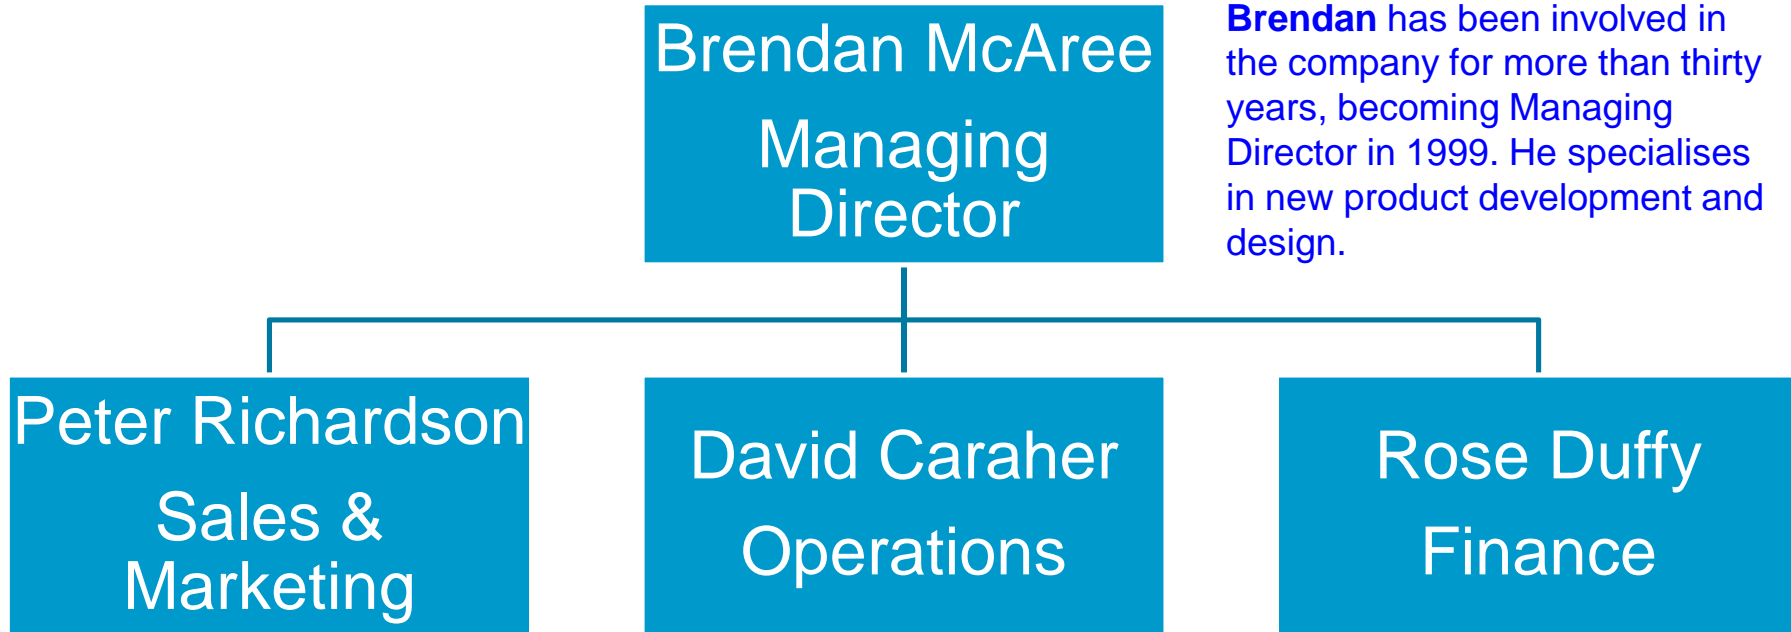 Brendan McAree
Managing
Director
Brendan has been involved in
the company for more than thirty
years, becoming Managing
Director in 1999. He specialises
in new product development and
design.
Peter Richardson
Sales &
Marketing
David Caraher
Operations
Rose Duffy
Finance